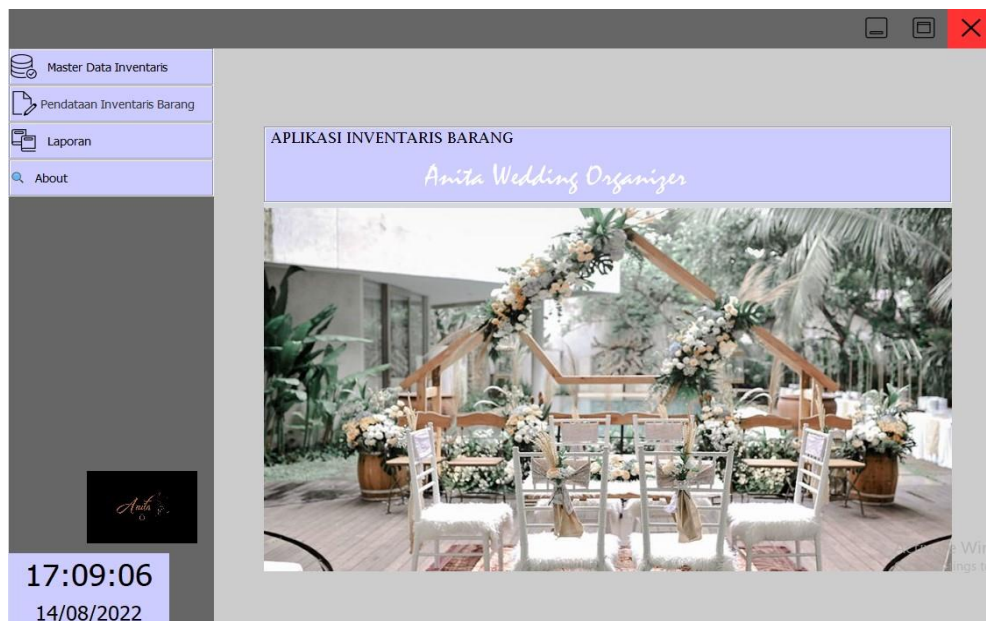 Master Data Inventaris
Pendataan Inventaris Barang
Laporan
About
APLIKASI INVENTARIS BARANG
Anita Wedding Organizer
Anita
17:09:06
14/08/2022